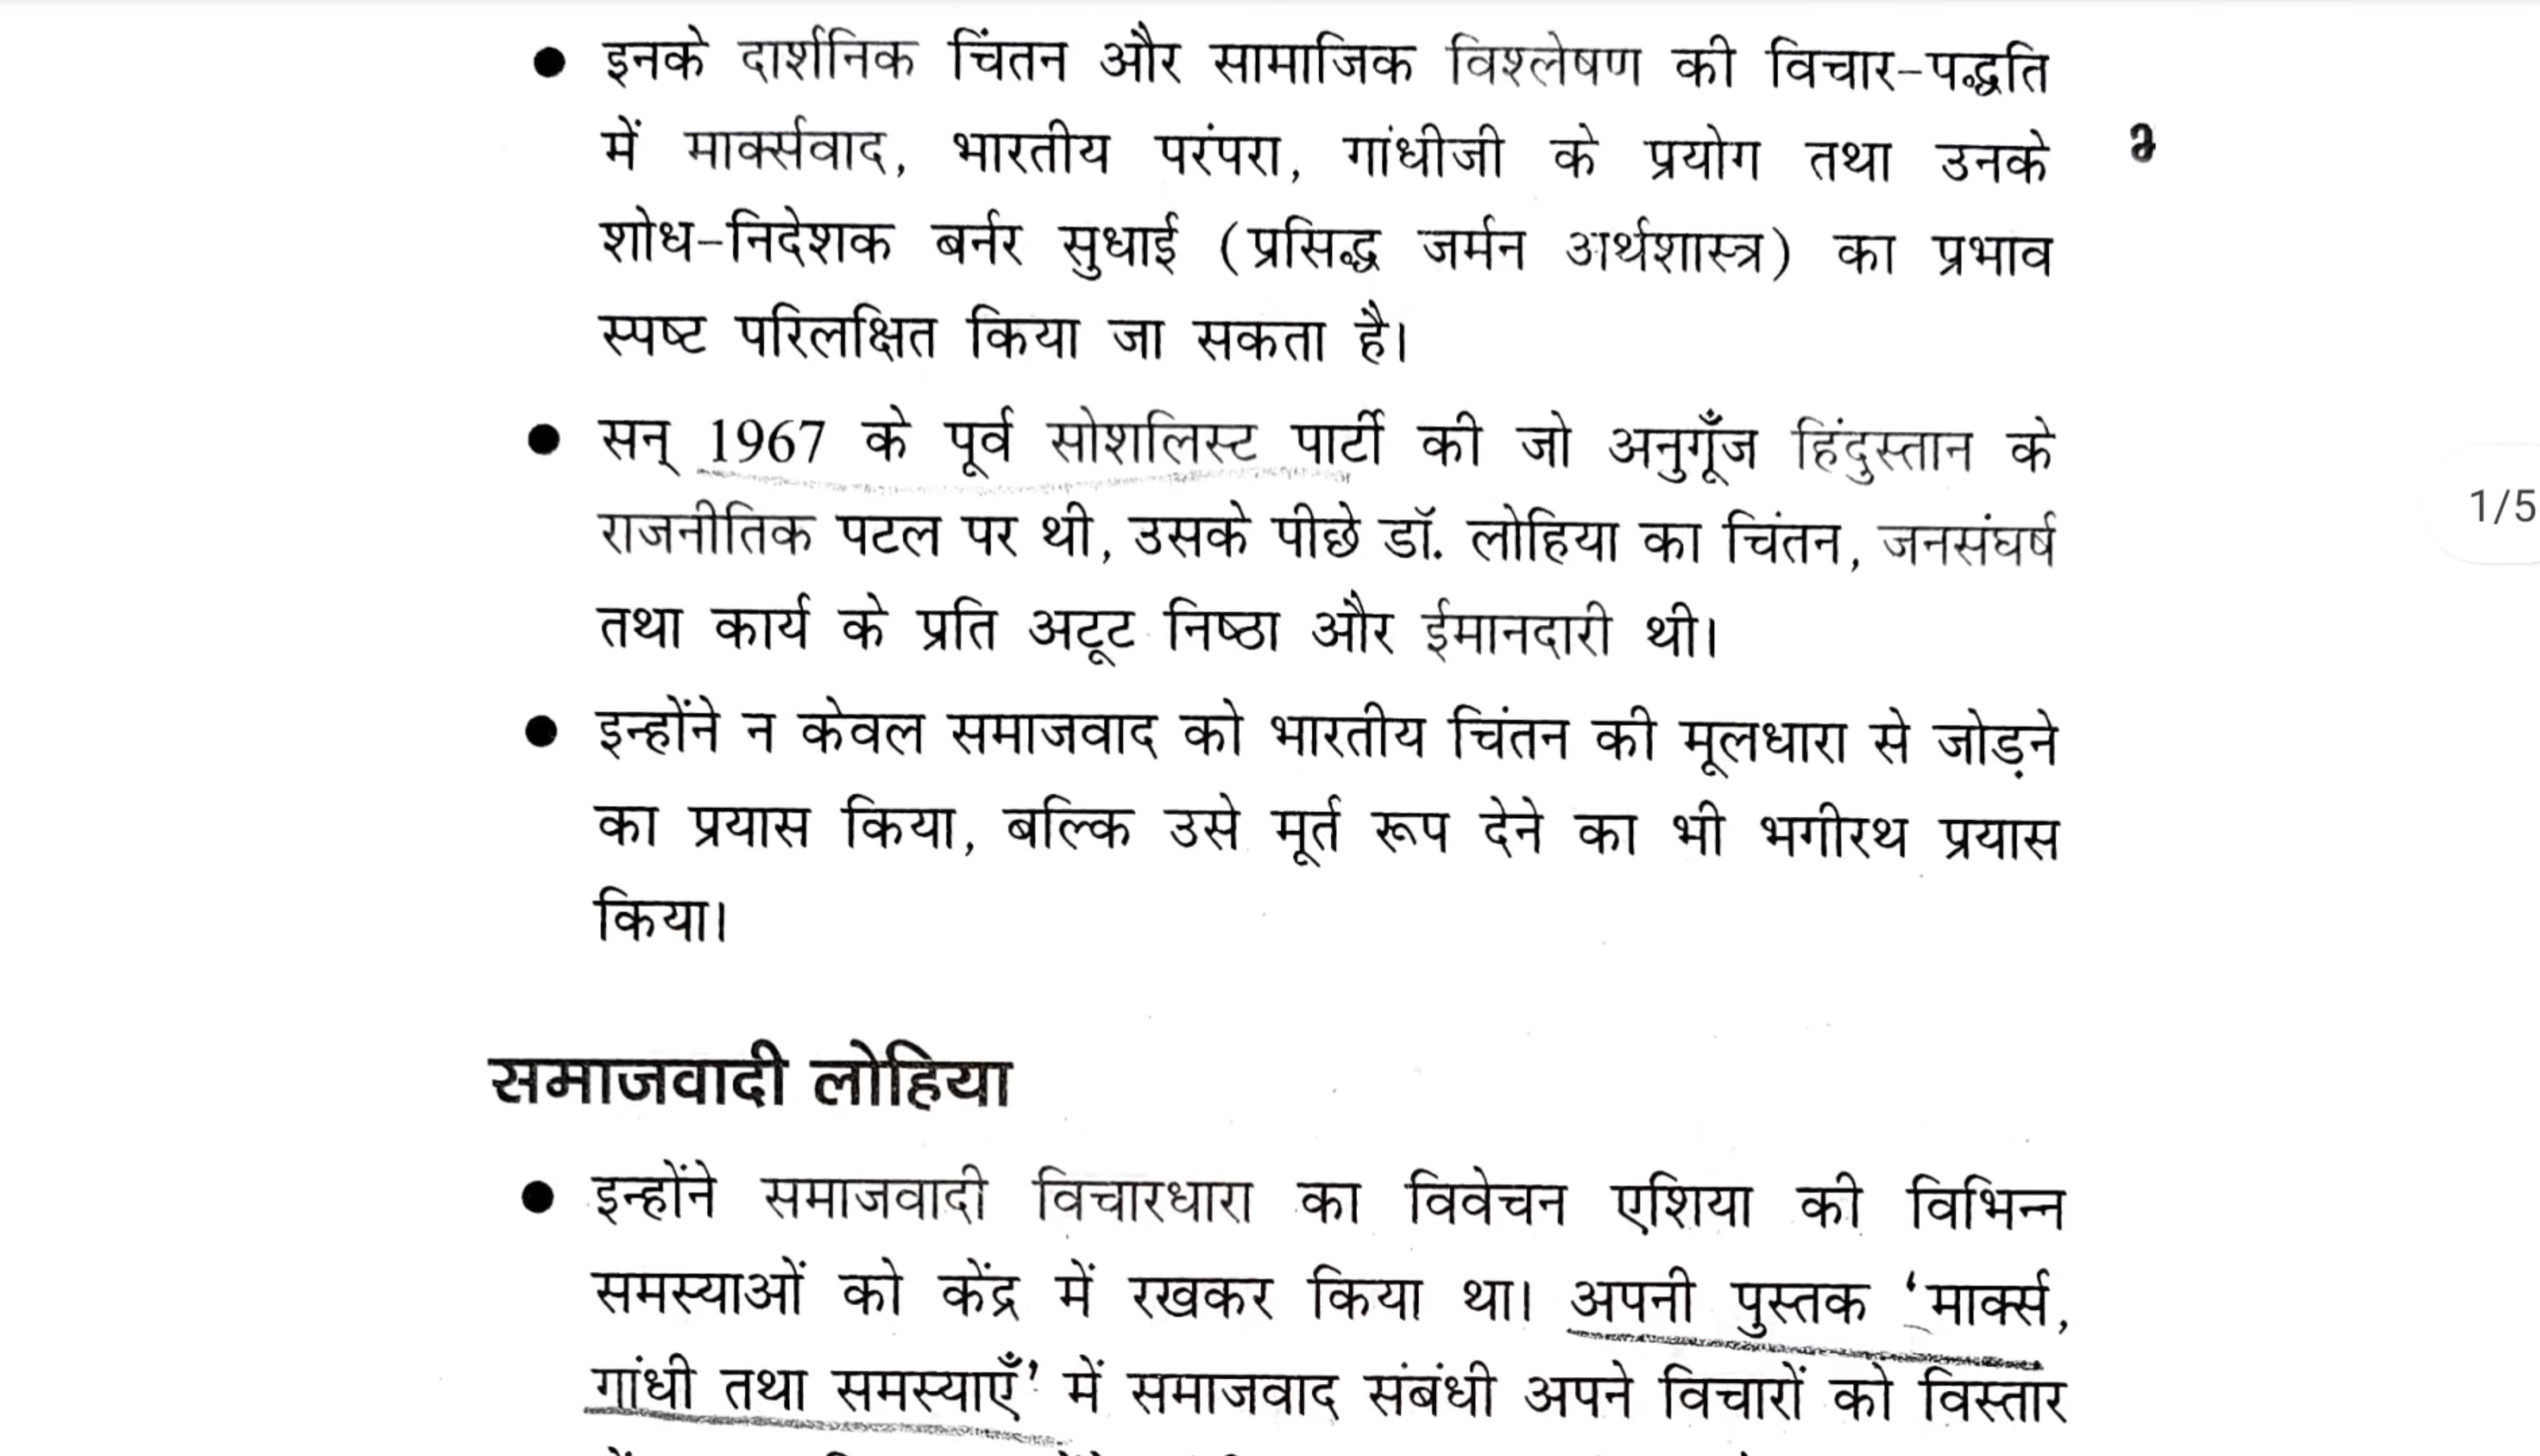 ● इनके दार्शनिक चिंतन और सामाजिक विश्लेषण की विचार-पद्धति
में मार्क्सवाद, भारतीय परंपरा, गांधीजी के प्रयोग तथा उनके
शोध-निदेशक बर्नर सुधाई (प्रसिद्ध जर्मन अर्थशास्त्र) का प्रभाव
स्पष्ट परिलक्षित किया जा सकता है।
● सन् 1967 के पूर्व सोशलिस्ट पार्टी की जो अनुगूँज हिंदुस्तान के
राजनीतिक पटल पर थी, उसके पीछे डॉ. लोहिया का चिंतन, जनसंघर्ष
तथा कार्य के प्रति अटूट निष्ठा और ईमानदारी थी।
● इन्होंने न केवल समाजवाद को भारतीय चिंतन की मूलधारा से जोड़ने
का प्रयास किया, बल्कि उसे मूर्त रूप देने का भी भगीरथ प्रयास
किया।
समाजवादी लोहिया
● इन्होंने समाजवादी विचारधारा का विवेचन एशिया की विभिन्न
समस्याओं को केंद्र में रखकर किया था। अपनी पुस्तक ‘मार्क्स,
गांधी तथा समस्याएँ’ में समाजवाद संबंधी अपने विचारों को विस्तार
1/5